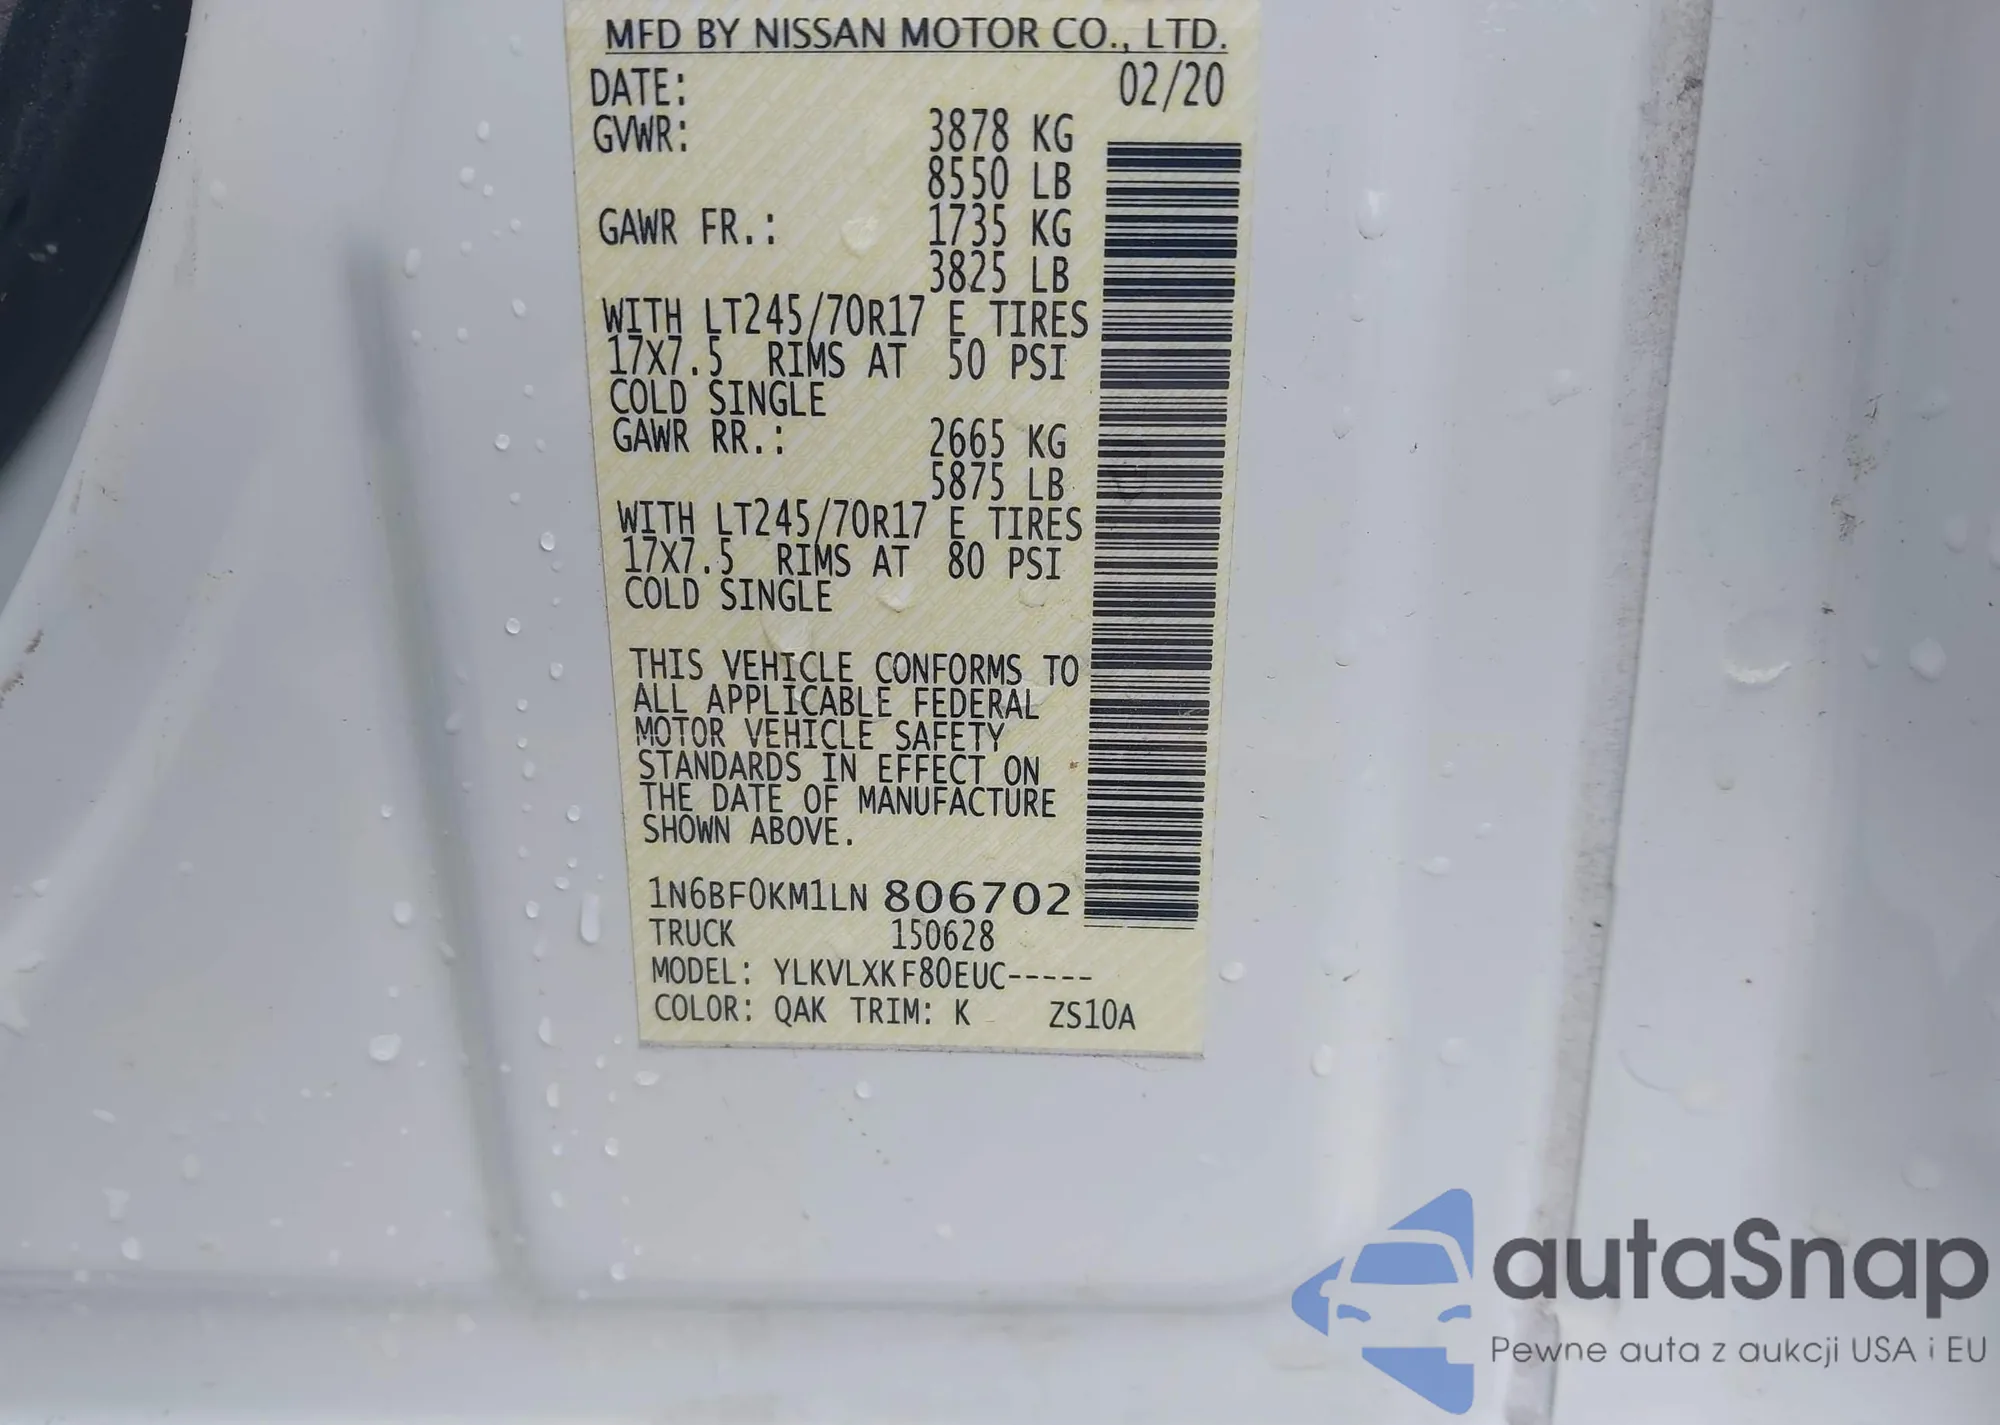 MFD BY NISSAN MOTOR CO., LTD.
DATE: 02/20
GVWR: 3878 KG
8550 LB
GAWR FR.: 1735 KG
3825 LB
WITH LT245/70R17 E TIRES
17X7.5 RIMS AT 50 PSI
COLD SINGLE
GAWR RR.: 2665 KG
5875 LB
WITH LT245/70R17 E TIRES
17X7.5 RIMS AT 80 PSI
COLD SINGLE
THIS VEHICLE CONFORMS TO
ALL APPLICABLE FEDERAL
MOTOR VEHICLE SAFETY
STANDARDS IN EFFECT ON
THE DATE OF MANUFACTURE
SHOWN ABOVE.
1N6BF0KM1LN 806702
TRUCK 150628
MODEL: YLKVLXKF80EUC-----
COLOR: QAK TRIM: K ZS10A
autaSnap
Pewne auta z aukcji USA i EU